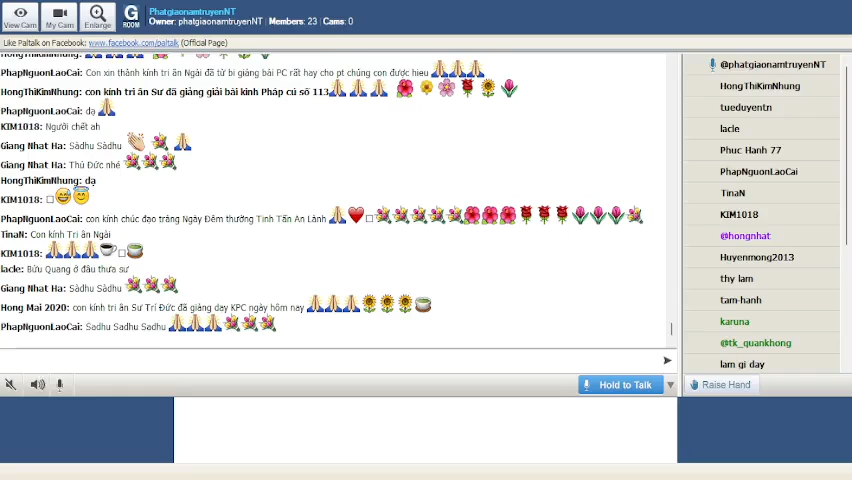 PhatgiaonamtruyenNT
Owner: phatgiaonamtruyenNT | Members: 23 | Cams: 0
View Cam
My Cam
Enlarge
G
ROOM
Like Paltalk on Facebook: www.facebook.com/paltalk (Official Page)
HongThiKimNhung:
PhapNguonLaoCai: Con xin thành kính tri ân Ngài đã từ bi giảng bài PC rất hay cho pt chúng con được hieu
HongThiKimNhung: con kính tri ân Sư đã giảng giải bài kinh Pháp cú số 113
PhapNguonLaoCai: dạ
KIM1018: Người chết ah
Giang Nhat Ha: Sàdhu Sàdhu
Giang Nhat Ha: Thủ Đức nhé
HongThiKimNhung: dạ
KIM1018:
PhapNguonLaoCai: con kính chúc đạo tràng Ngày Đêm thường Tinh Tấn An Lành
TinaN: Con kính Tri ân Ngài
KIM1018:
lacle: Bửu Quang ở đâu thưa sư
Giang Nhat Ha: Sàdhu Sàdhu
Hong Mai 2020: con kính tri ân Sư Trí Đức đã giảng dạy KPC ngày hôm nay
PhapNguonLaoCai: Sadhu Sadhu Sadhu
Hold to Talk
@phatgiaonamtruyenNT
HongThiKimNhung
tueduyentn
lacle
Phuc Hanh 77
PhapNguonLaoCai
TinaN
KIM1018
@hongnhat
Huyenmong2013
thy lam
tam-hanh
karuna
@tk_quankhong
lam gi day
Raise Hand